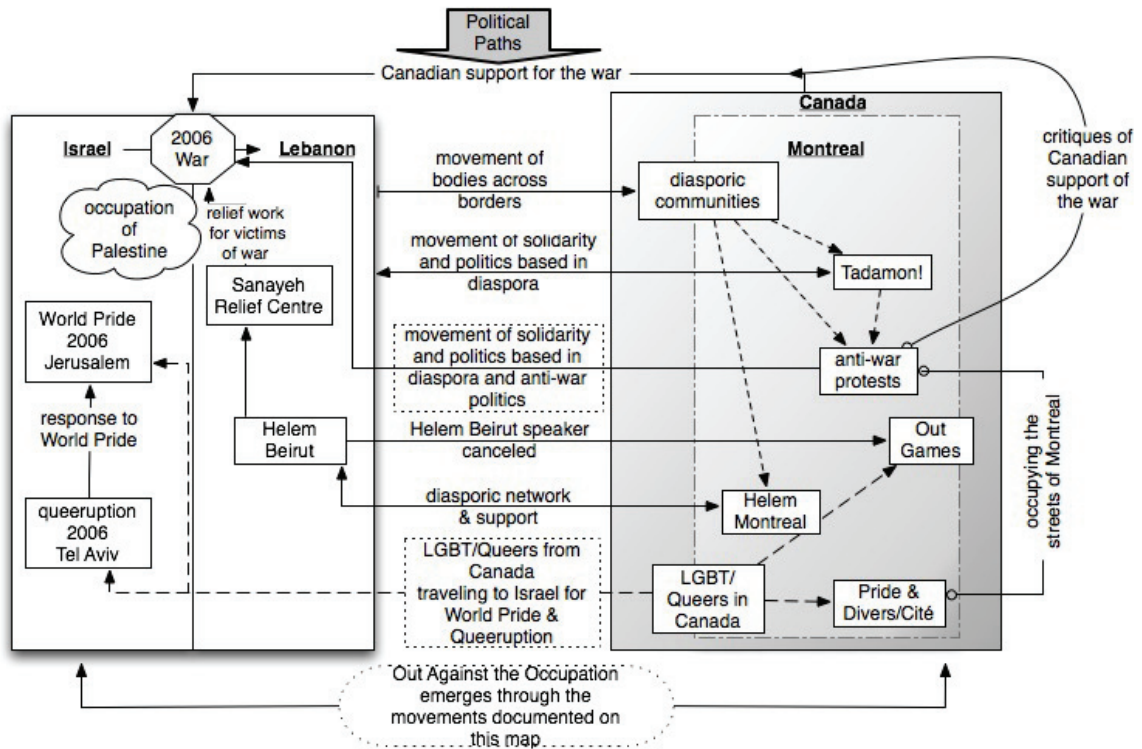 Political
Paths
Canadian support for the war
Israel
2006
War
Lebanon
occupation
of
Palestine
relief work
for victims
of war
Sanayeh
Relief Centre
World Pride
2006
Jerusalem
response to
World Pride
Helem
Beirut
queeruption
2006
Tel Aviv
movement of
bodies across
borders
movement of solidarity
and politics based in
diaspora
movement of solidarity
and politics based in
diaspora and anti-war
politics
Helem Beirut speaker
canceled
diasporic network
& support
LGBT/Queers from
Canada
traveling to Israel for
World Pride &
Queeruption
Canada
Montreal
diasporic
communities
Tadamon!
anti-war
protests
Out
Games
Helem
Montreal
LGBT/
Queers in
Canada
Pride &
Divers/Cité
critiques of
Canadian
support of
the war
occupying the
streets of Montreal
Out Against the Occupation
emerges through the
movements documented on
this map